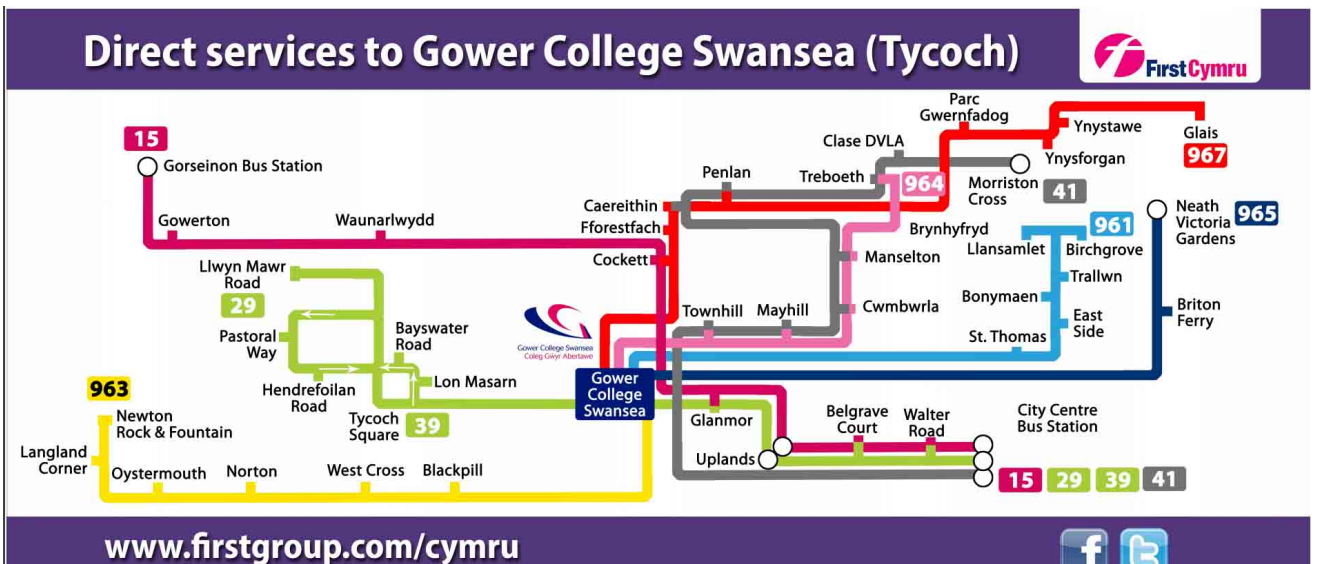 Direct services to Gower College Swansea (Tycoch)
First Cymru
15
Gorseinon Bus Station
Gowerton
Waunarlwydd
Llwyn Mawr
Road
29
Pastoral
Way
Hendrefoilan
Road
Bayswater
Road
Lon Masarn
Tycoch
Square
39
963
Newton
Rock & Fountain
Langland
Corner
Oystermouth
Norton
West Cross
Blackpill
Gower College Swansea
Coleg Gŵyr Abertawe
Gower
College
Swansea
Caereithin
Fforestfach
Cockett
Penlan
Treboeth
Clase DVLA
964
Parc
Gwernfadog
Ynystawe
Ynysforgan
Glais
967
Morriston
Cross
41
Brynhyfryd
Manselton
Cwmbwrla
Townhill
Mayhill
961
Llansamlet
Birchgrove
Trallwn
Bonymaen
East
Side
St. Thomas
Neath
Victoria
Gardens
965
Briton
Ferry
Glanmor
Uplands
Belgrave
Court
Walter
Road
City Centre
Bus Station
15
29
39
41
www.firstgroup.com/cymru